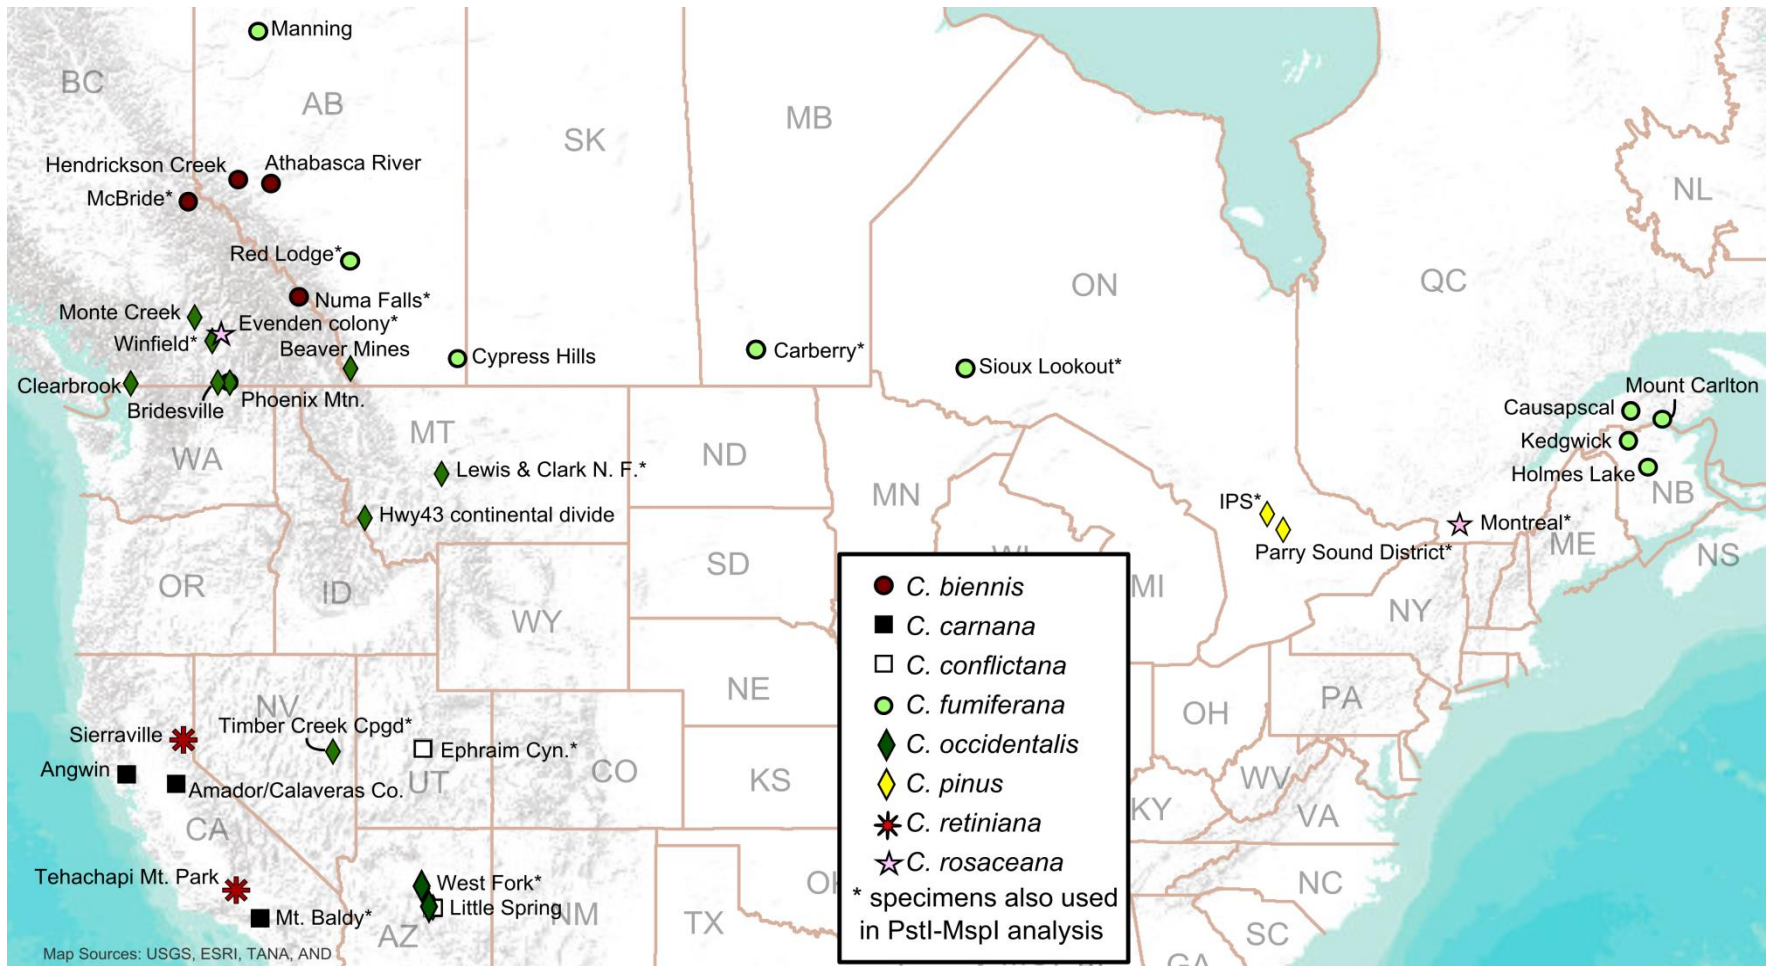 Manning
BC
AB
SK
MB
NL
Hendrickson Creek
Athabasca River
McBride*
Red Lodge*
ON
QC
Numa Falls*
Monte Creek
Evenden colony*
Winfield*
Beaver Mines
Cypress Hills
Carberry*
Sioux Lookout*
Mount Carlton
Causapscal
Clearbrook
Bridesville
Phoenix Mtn.
Kedgwick
Holmes Lake
NB
MT
WA
ND
MN
Lewis & Clark N. F.*
Hwy43 continental divide
IPS*
Montreal*
Parry Sound District*
ME
NS
OR
ID
SD
WI
MI
WY
NY
C. biennis
C. carnana
C. conflictana
C. fumiferana
C. occidentalis
C. pinus
C. retiniana
C. rosaceana
* specimens also used
in PstI-MspI analysis
NE
PA
OH
NV
Sierraville
Timber Creek Cpgd*
Ephraim Cyn.*
CO
KS
WV
Angwin
Amador/Calaveras Co.
UT
KY
VA
CA
Tehachapi Mt. Park
West Fork*
Little Spring
NC
Mt. Baldy*
AZ
NM
TX
SC
GA
Map Sources: USGS, ESRI, TANA, AND